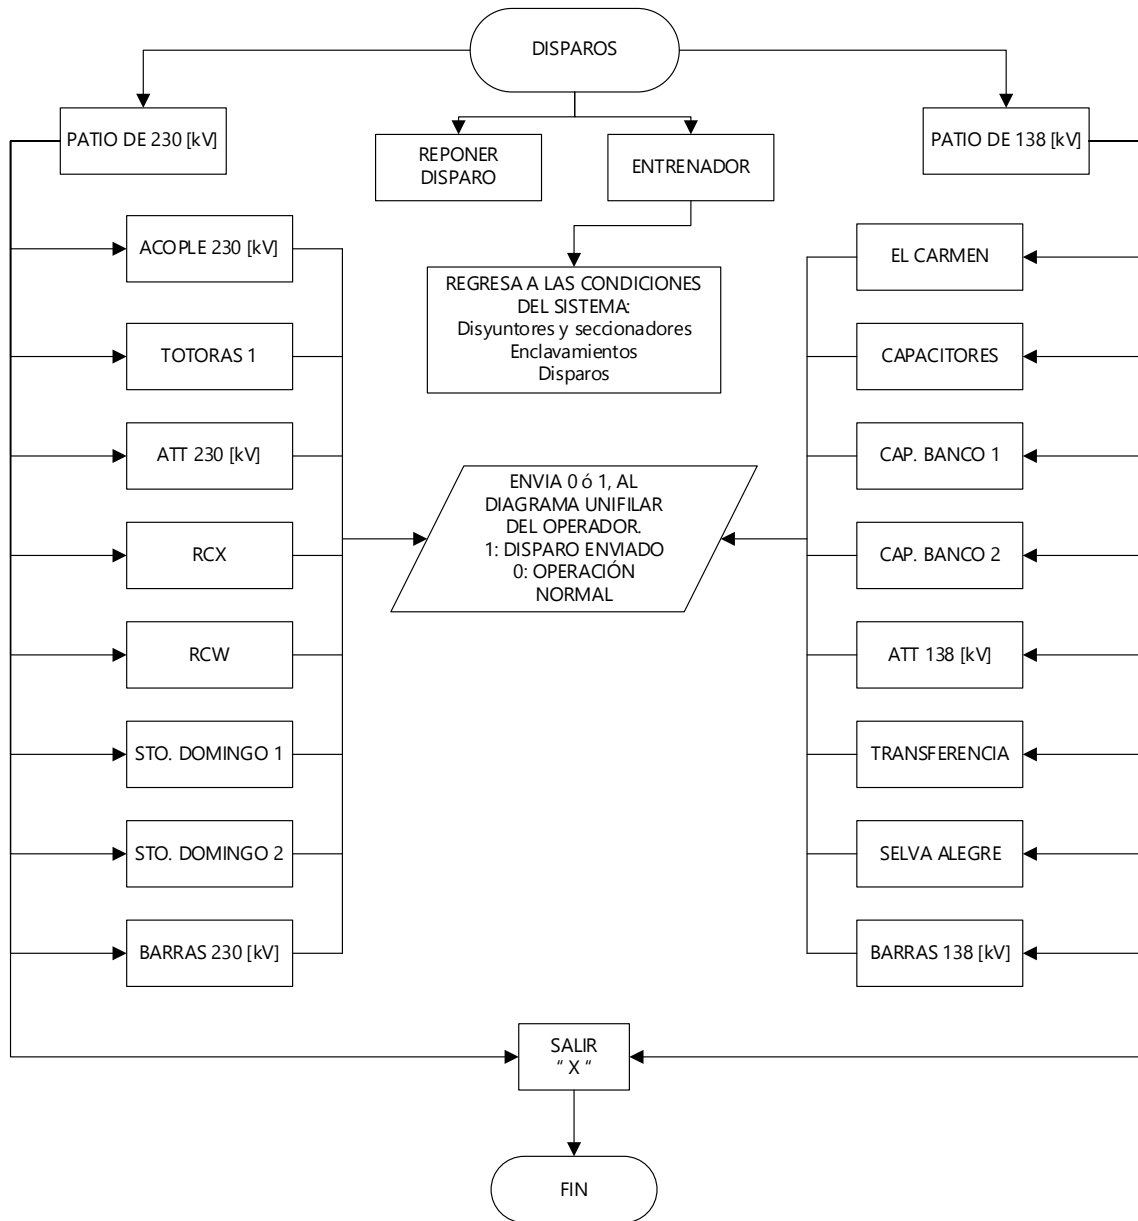 DISPAROS
PATIO DE 230 [kV]
REPONER
DISPARO
ENTRENADOR
PATIO DE 138 [kV]
REGRESA A LAS CONDICIONES
DEL SISTEMA:
Disyuntores y seccionadores
Enclavamientos
Disparos
ACOPLE 230 [kV]
TOTORAS 1
ATT 230 [kV]
RCX
RCW
STO. DOMINGO 1
STO. DOMINGO 2
BARRAS 230 [kV]
ENVIA 0 ó 1, AL
DIAGRAMA UNIFILAR
DEL OPERADOR.
1: DISPARO ENVIADO
0: OPERACIÓN
NORMAL
EL CARMEN
CAPACITORES
CAP. BANCO 1
CAP. BANCO 2
ATT 138 [kV]
TRANSFERENCIA
SELVA ALEGRE
BARRAS 138 [kV]
SALIR
“ X “
FIN